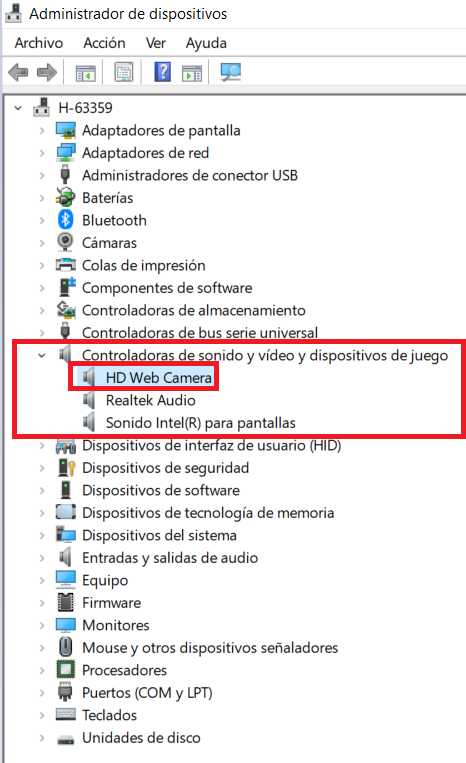 Administrador de dispositivos
Archivo Acción Ver Ayuda
H-63359
Adaptadores de pantalla
Adaptadores de red
Administradores de conector USB
Baterías
Bluetooth
Cámaras
Colas de impresión
Componentes de software
Controladoras de almacenamiento
Controladoras de bus serie universal
Controladoras de sonido y vídeo y dispositivos de juego
HD Web Camera
Realtek Audio
Sonido Intel(R) para pantallas
Dispositivos de interfaz de usuario (HID)
Dispositivos de seguridad
Dispositivos de software
Dispositivos de tecnología de memoria
Dispositivos del sistema
Entradas y salidas de audio
Equipo
Firmware
Monitores
Mouse y otros dispositivos señaladores
Procesadores
Puertos (COM y LPT)
Teclados
Unidades de disco